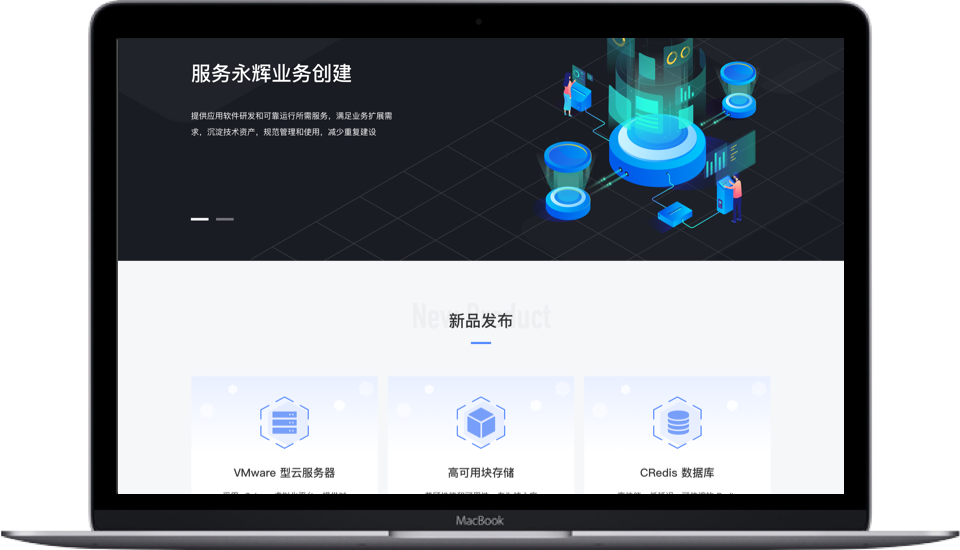 服务永辉业务创建
提供应用软件研发和可靠运行所需服务，满足业务扩展需
求，沉淀技术资产，规范管理和使用，减少重复建设
New Product
新品发布
VMware 型云服务器
高可用块存储
CRedis 数据库
MacBook